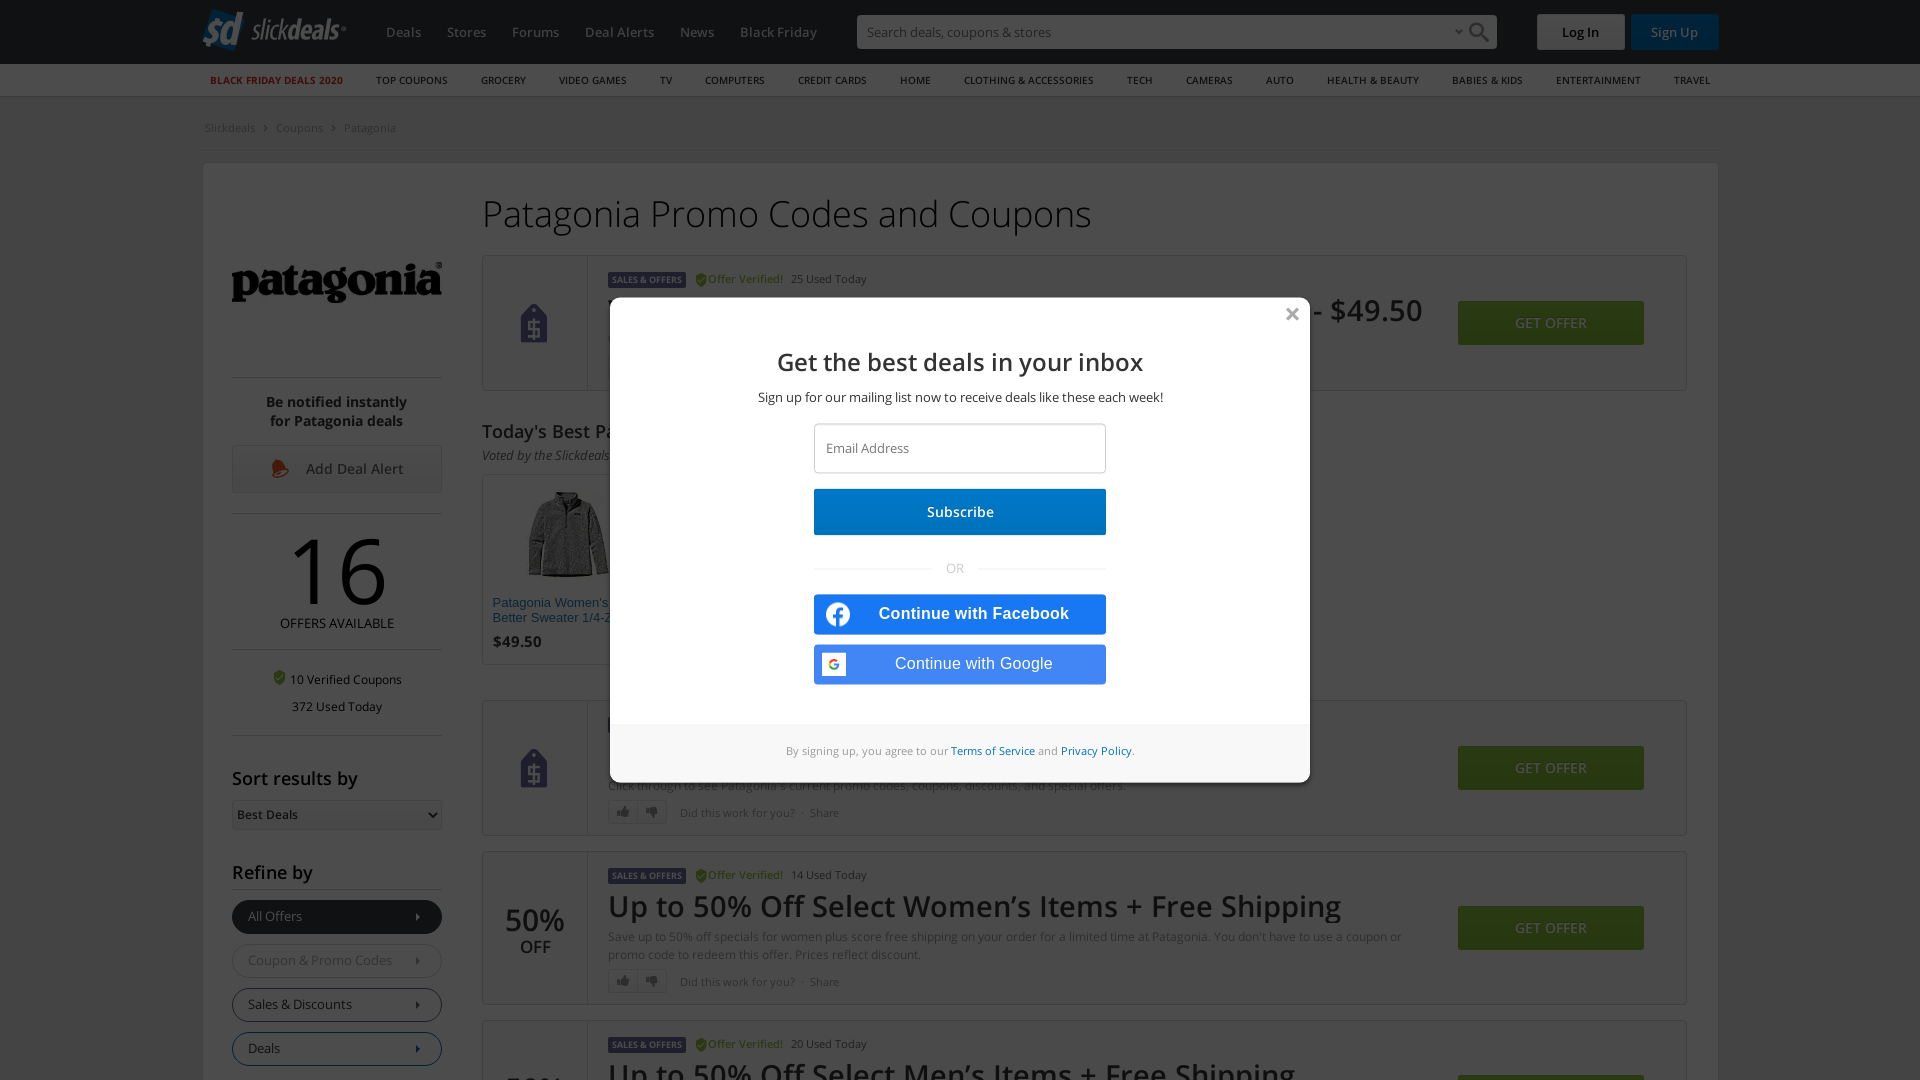 sd slickdeals
Deals
Stores
Forums
Deal Alerts
News
Black Friday
Search deals, coupons & stores
Log In
Sign Up
BLACK FRIDAY DEALS 2020
TOP COUPONS
GROCERY
VIDEO GAMES
TV
COMPUTERS
CREDIT CARDS
HOME
CLOTHING & ACCESSORIES
TECH
CAMERAS
AUTO
HEALTH & BEAUTY
BABIES & KIDS
ENTERTAINMENT
TRAVEL
Slickdeals
Coupons
Patagonia
patagonia®
Be notified instantly
for Patagonia deals
Add Deal Alert
16
OFFERS AVAILABLE
10 Verified Coupons
372 Used Today
Sort results by
Best Deals
Refine by
All Offers
Coupon & Promo Codes
Sales & Discounts
Deals
Patagonia Promo Codes and Coupons
SALES & OFFERS
Offer Verified!
25 Used Today
- $49.50
GET OFFER
Today's Best
Voted by the Slickdeals
Patagonia Women's
Better Sweater
$49.50
Get the best deals in your inbox
Sign up for our mailing list now to receive deals like these each week!
Email Address
Subscribe
OR
Continue with Facebook
Continue with Google
By signing up, you agree to our Terms of Service and Privacy Policy.
Click through to see Patagonia's current promo codes, coupons, discounts, and special offers.
Did this work for you? · Share
GET OFFER
50%
OFF
SALES & OFFERS
Offer Verified!
14 Used Today
Up to 50% Off Select Women’s Items + Free Shipping
Save up to 50% off specials for women plus score free shipping on your order for a limited time at Patagonia. You don't have to use a coupon or
promo code to redeem this offer. Prices reflect discount.
Did this work for you? · Share
GET OFFER
SALES & OFFERS
Offer Verified!
20 Used Today
Up to 50% Off Select Men’s Items + Free Shipping